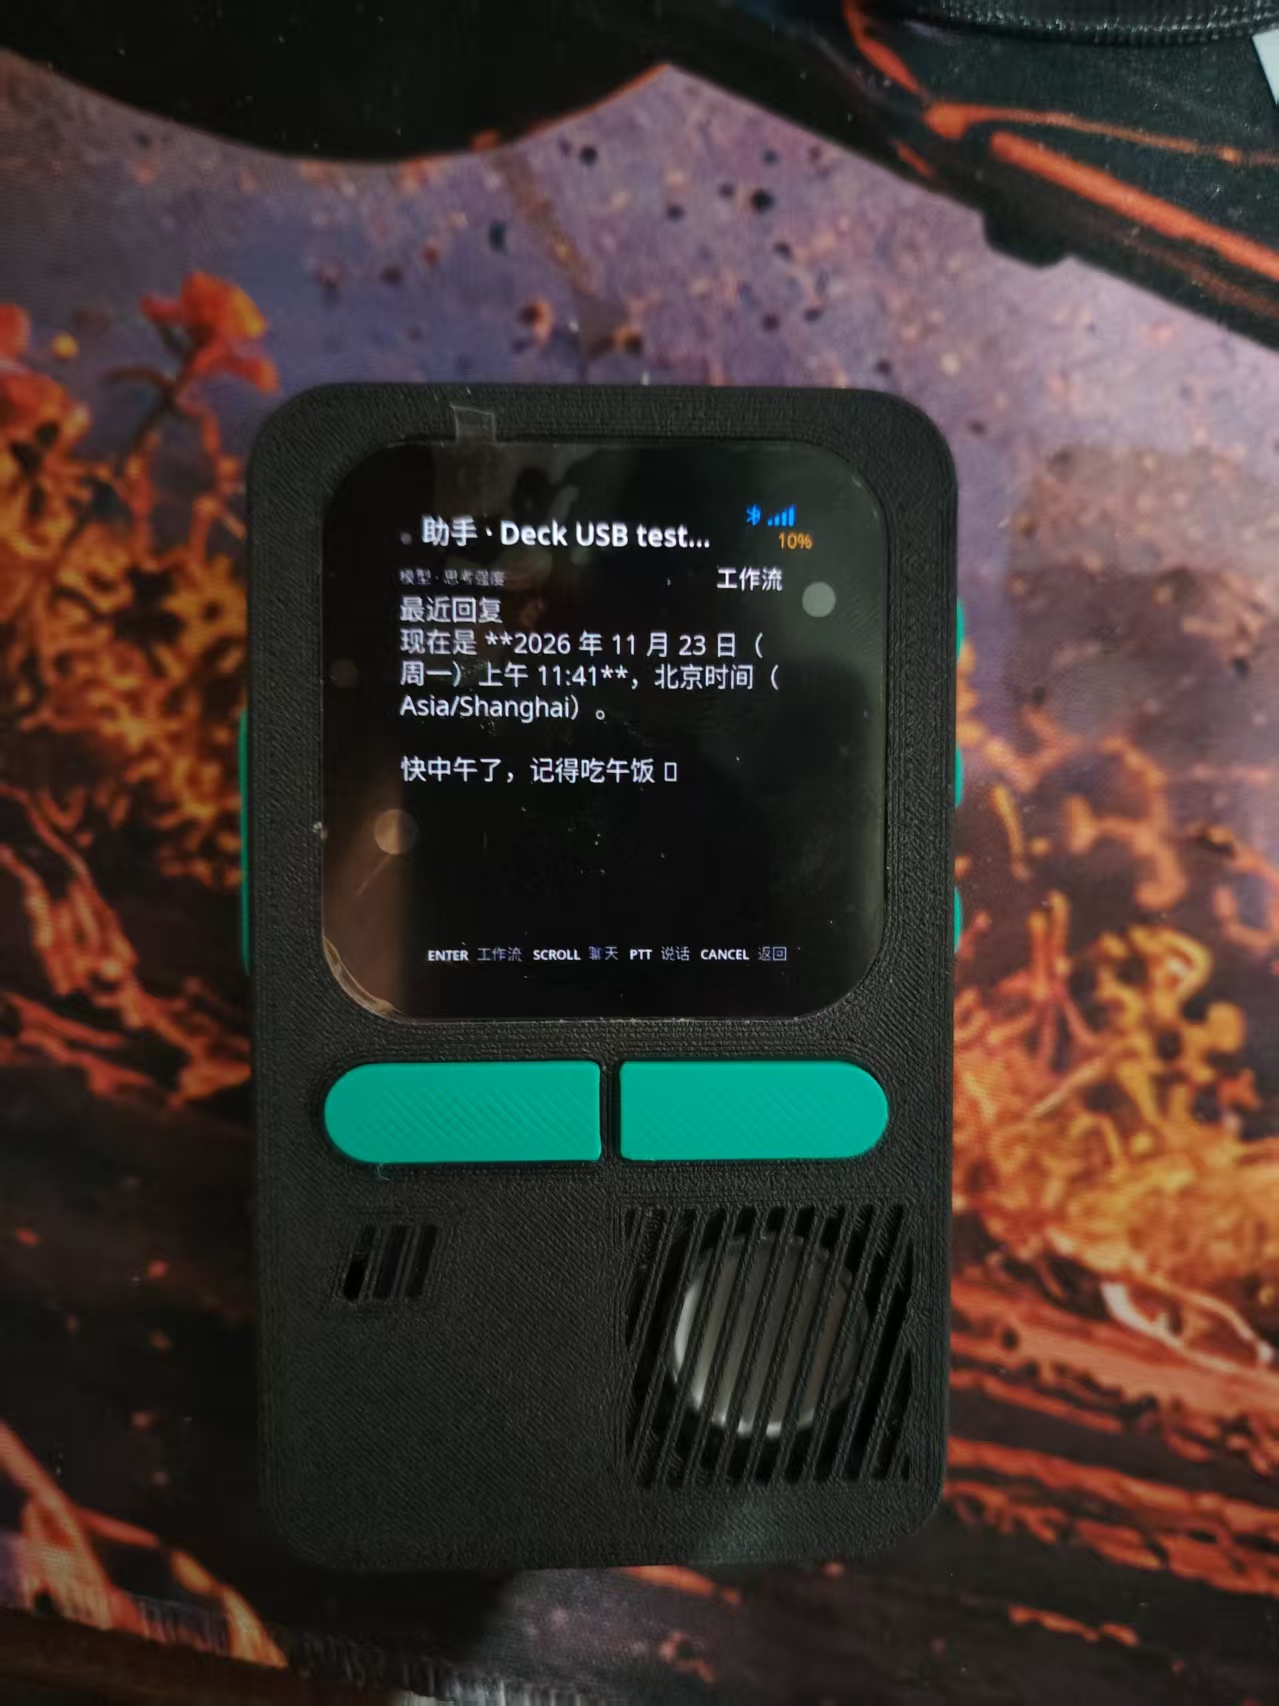 助手 · Deck USB test...
10%
模型 · 思考强度 › 工作流
最近回复
现在是 **2026 年 11 月 23 日（
周一）上午 11:41**，北京时间（
Asia/Shanghai）。
快中午了，记得吃午饭
ENTER 工作流 SCROLL 聊天 PTT 说话 CANCEL 返回